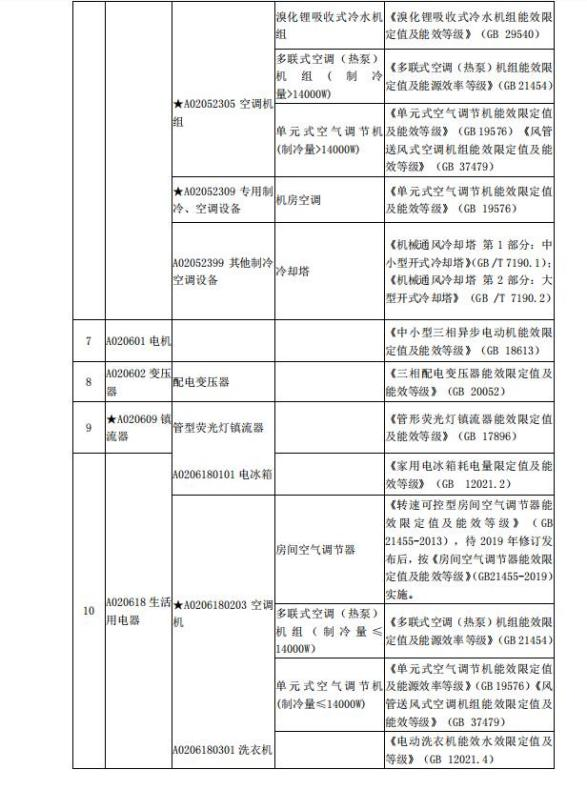 溴化锂吸收式冷水机
组
《溴化锂吸收式冷水机组能效限
定值及能效等级》（GB 29540）
★A02052305 空调机
组
多联式空调（热泵）
机组（制冷
量>14000W)
《多联式空调（热泵）机组能效限
定值及能源效率等级》（GB 21454）
单元式空气调节机
(制冷量>14000W)
《单元式空气调节机能效限定值
及能效等级》（GB 19576）《风管
送风式空调机组能效限定值及能
效等级》（GB 37479）
★A02052309 专用制
冷、空调设备
机房空调
《单元式空气调节机能效限定值
及能效等级》（GB 19576）
A02052399 其他制冷
空调设备
冷却塔
《机械通风冷却塔 第 1 部分：中
小型开式冷却塔》（GB /T 7190.1）；
《机械通风冷却塔 第 2 部分：大
型开式冷却塔》（GB /T 7190.2）
7
A020601 电机
《中小型三相异步电动机能效限
定值及能效等级》（GB 18613）
8
A020602 变压
器
配电变压器
《三相配电变压器能效限定值及
能效等级》（GB 20052）
9
★A020609 镇
流器
管型荧光灯镇流器
《管形荧光灯镇流器能效限定值
及能效等级》（GB 17896）
10
A020618 生活
用电器
A0206180101 电冰箱
《家用电冰箱耗电量限定值及能
效等级》（GB 12021.2）
★A0206180203 空调
机
房间空气调节器
《转速可控型房间空气调节器能
效限定值及能效等级》（GB
21455-2013），待 2019 年修订发
布后，按《房间空气调节器能效限
定值及能效等级》（GB21455-2019）
实施。
多联式空调（热泵）
机组（制冷量≤
14000W）
《多联式空调（热泵）机组能效限
定值及能源效率等级》（GB 21454）
单元式空气调节机
(制冷量≤14000W)
《单元式空气调节机能效限定值
及能源效率等级》（GB 19576）《风
管送风式空调机组能效限定值及
能效等级》（GB 37479）
A0206180301 洗衣机
《电动洗衣机能效水效限定值及
等级》（GB 12021.4）